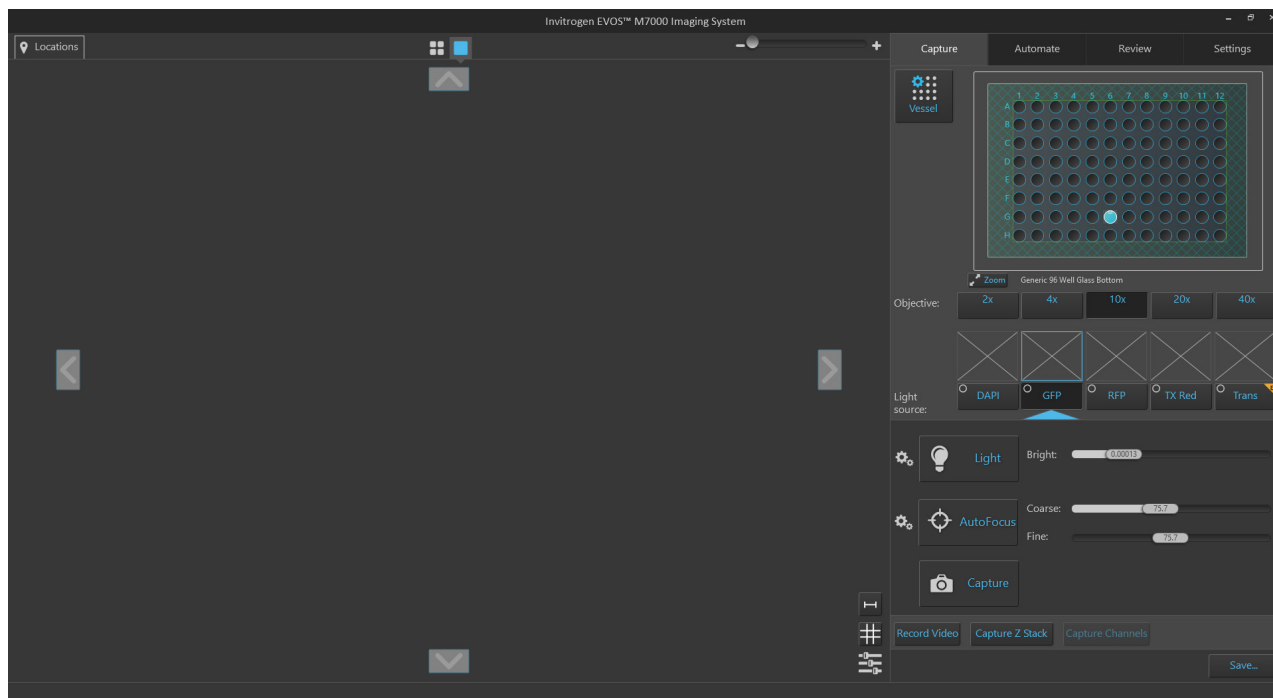 Invitrogen EVOS™ M7000 Imaging System
Locations
Capture Automate Review Settings
Vessel
1 2 3 4 5 6 7 8 9 10 11 12
A
B
C
D
E
F
G
H
Zoom Generic 96 Well Glass Bottom
Objective: 2x 4x 10x 20x 40x
Light source: DAPI GFP RFP TX Red Trans
Light Bright: 0.00013
AutoFocus Coarse: 75.7
Fine: 75.7
Capture
Record Video Capture Z Stack Capture Channels
Save...